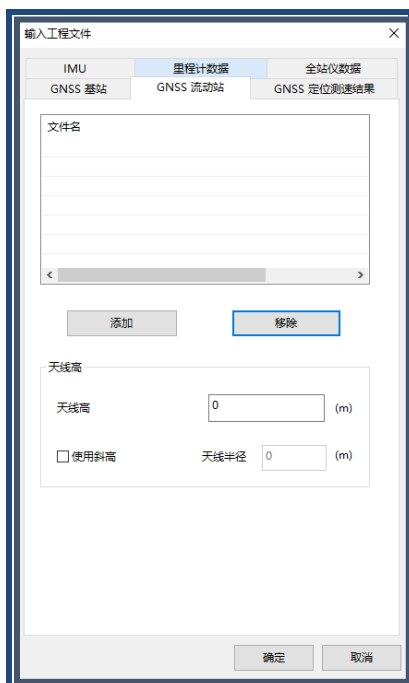 输入工程文件
IMU 里程计数据 全站仪数据
GNSS 基站 GNSS 流动站 GNSS 定位测速结果
文件名
添加 移除
天线高
天线高 0 (m)
使用斜高 天线半径 0 (m)
确定 取消